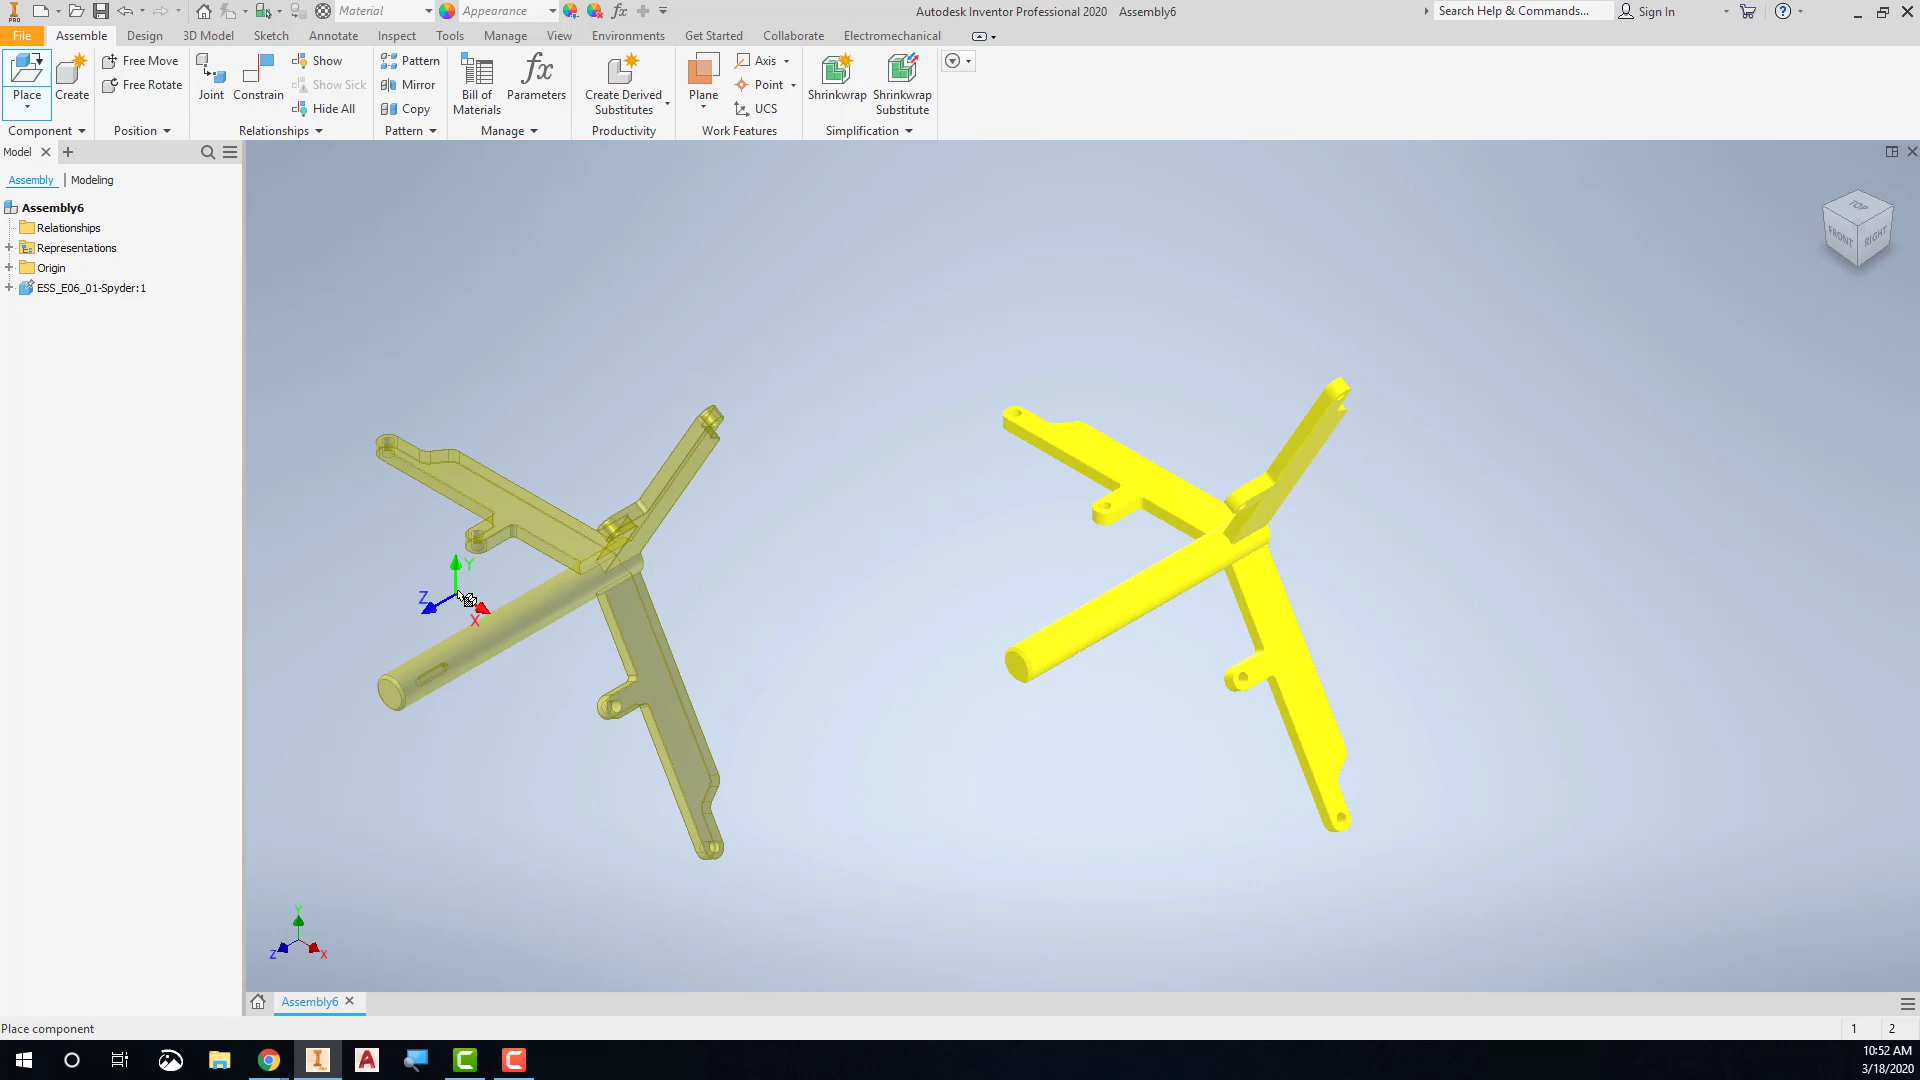 PRO
Material
Appearance
Autodesk Inventor Professional 2020 Assembly6
Search Help & Commands...
Sign In
File
Assemble
Design
3D Model
Sketch
Annotate
Inspect
Tools
Manage
View
Environments
Get Started
Collaborate
Electromechanical
Place
Create
Free Move
Free Rotate
Joint
Constrain
Show
Show Sick
Hide All
Pattern
Mirror
Copy
Bill of
Materials
fx
Parameters
Create Derived
Substitutes
Plane
Axis
Point
UCS
Shrinkwrap
Shrinkwrap
Substitute
Component
Position
Relationships
Pattern
Manage
Productivity
Work Features
Simplification
Model
Assembly
Modeling
Assembly6
Relationships
Representations
Origin
ESS_E06_01-Spyder:1
TOP
FRONT
RIGHT
Y
Z
X
Y
Z
X
Assembly6
Place component
1
2
10:52 AM
3/18/2020